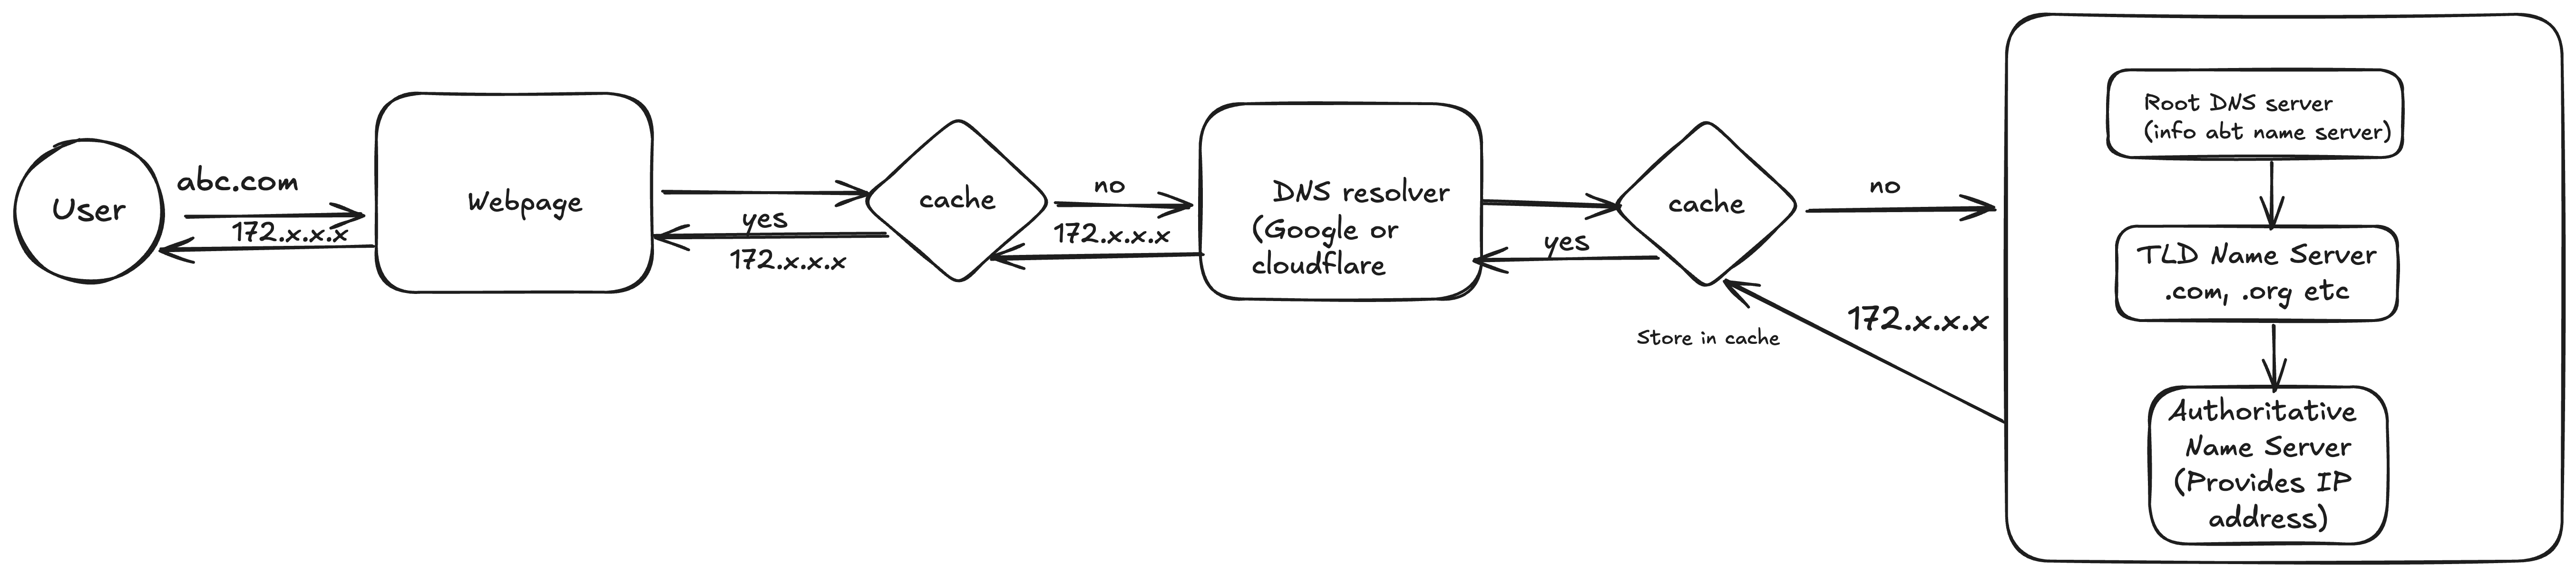 User
abc.com
172.x.x.x
Webpage
yes
172.x.x.x
cache
no
172.x.x.x
DNS resolver
(Google or
cloudflare
yes
cache
Store in cache
no
172.x.x.x
Root DNS server
(info abt name server)
TLD Name Server
.com, .org etc
Authoritative
Name Server
(Provides IP
address)